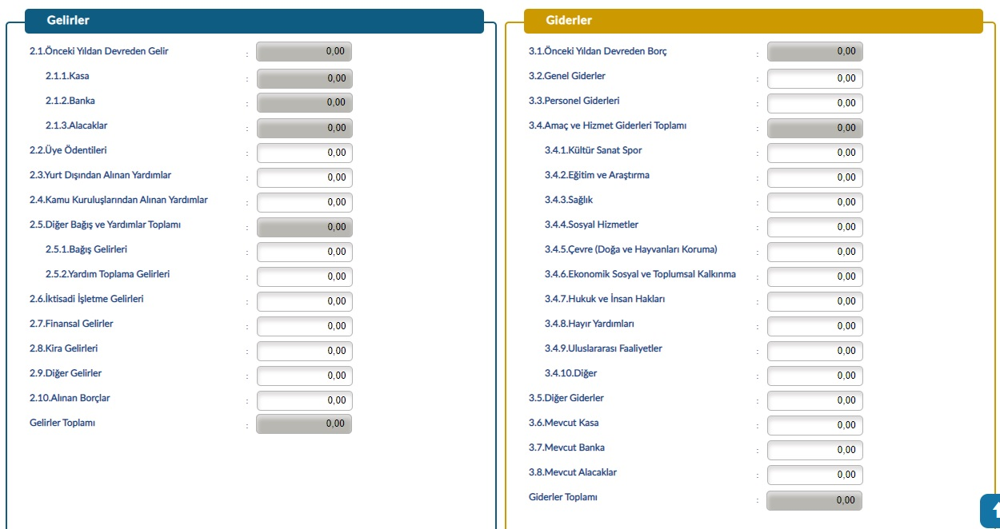 Gelirler
2.1.Önceki Yıldan Devreden Gelir : 0,00
2.1.1.Kasa : 0,00
2.1.2.Banka : 0,00
2.1.3.Alacaklar : 0,00
2.2.Üye Ödentileri : 0,00
2.3.Yurt Dışından Alınan Yardımlar : 0,00
2.4.Kamu Kuruluşlarından Alınan Yardımlar : 0,00
2.5.Diğer Bağış ve Yardımlar Toplamı : 0,00
2.5.1.Bağış Gelirleri : 0,00
2.5.2.Yardım Toplama Gelirleri : 0,00
2.6.İktisadi İşletme Gelirleri : 0,00
2.7.Finansal Gelirler : 0,00
2.8.Kira Gelirleri : 0,00
2.9.Diğer Gelirler : 0,00
2.10.Alınan Borçlar : 0,00
Gelirler Toplamı : 0,00
Giderler
3.1.Önceki Yıldan Devreden Borç : 0,00
3.2.Genel Giderler : 0,00
3.3.Personel Giderleri : 0,00
3.4.Amaç ve Hizmet Giderleri Toplamı : 0,00
3.4.1.Kültür Sanat Spor : 0,00
3.4.2.Eğitim ve Araştırma : 0,00
3.4.3.Sağlık : 0,00
3.4.4.Sosyal Hizmetler : 0,00
3.4.5.Çevre (Doğa ve Hayvanları Koruma) : 0,00
3.4.6.Ekonomik Sosyal ve Toplumsal Kalkınma : 0,00
3.4.7.Hukuk ve İnsan Hakları : 0,00
3.4.8.Hayır Yardımları : 0,00
3.4.9.Uluslararası Faaliyetler : 0,00
3.4.10.Diğer : 0,00
3.5.Diğer Giderler : 0,00
3.6.Mevcut Kasa : 0,00
3.7.Mevcut Banka : 0,00
3.8.Mevcut Alacaklar : 0,00
Giderler Toplamı : 0,00